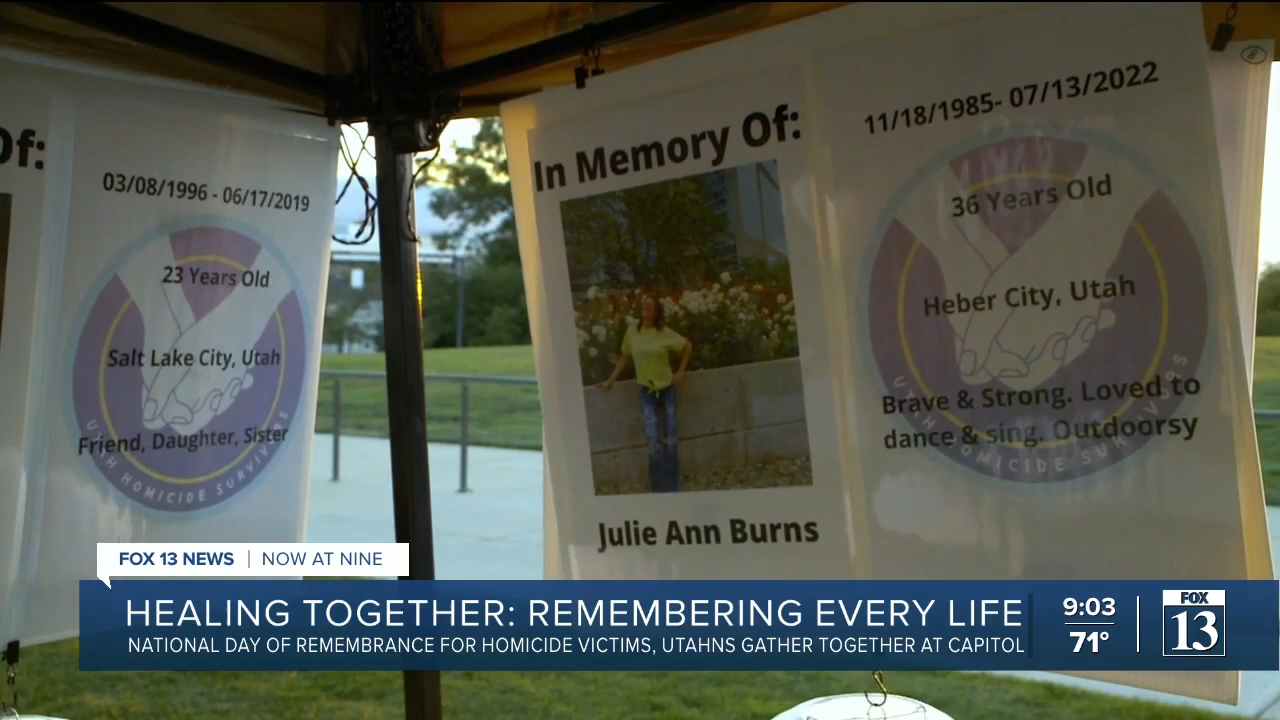 Of:
03/08/1996 - 06/17/2019
23 Years Old
Salt Lake City, Utah
Friend, Daughter, Sister
UTAH HOMICIDE SURVIVORS
In Memory Of:
Julie Ann Burns
11/18/1985- 07/13/2022
36 Years Old
Heber City, Utah
Brave & Strong. Loved to
dance & sing. Outdoorsy
UTAH HOMICIDE SURVIVORS
FOX 13 NEWS | NOW AT NINE
HEALING TOGETHER: REMEMBERING EVERY LIFE
NATIONAL DAY OF REMEMBRANCE FOR HOMICIDE VICTIMS, UTAHNS GATHER TOGETHER AT CAPITOL
9:03
71°
FOX
13